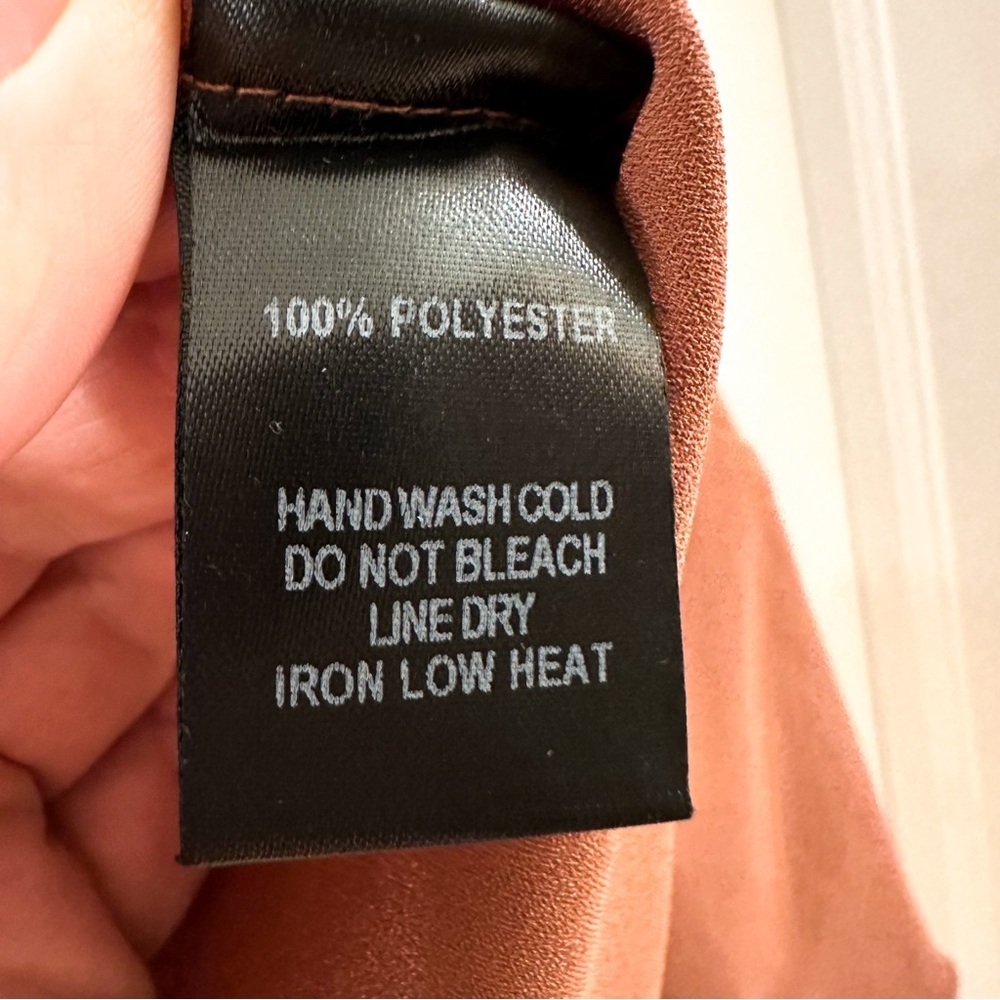 100% POLYESTER
HAND WASH COLD
DO NOT BLEACH
LINE DRY
IRON LOW HEAT